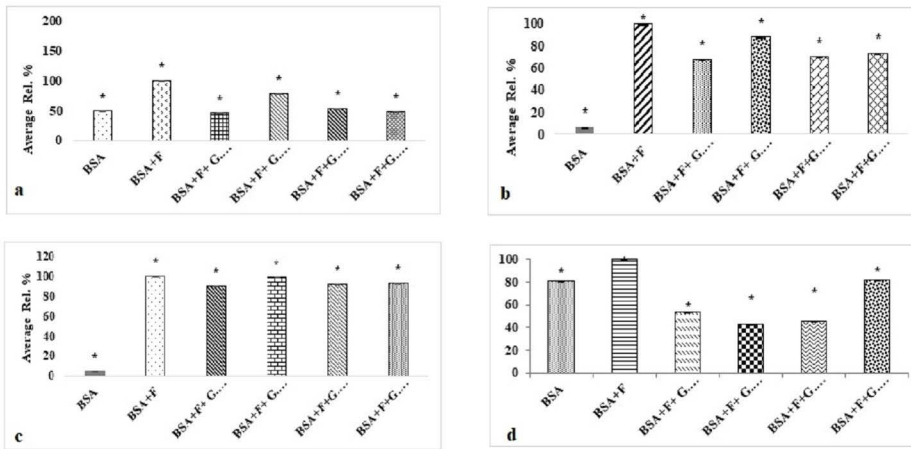 200
150
100
50
0
Average Rel. %
* * * * * *
BSA
BSA+F
BSA+F+ G....
BSA+F+ G....
BSA+F+G....
BSA+F+G....
a
100
80
60
40
20
0
Average Rel. %
* * * * * *
BSA
BSA+F
BSA+F+ G....
BSA+F+ G....
BSA+F+G....
BSA+F+G....
b
120
100
80
60
40
20
0
Average Rel. %
* * * * * *
BSA
BSA+F
BSA+F+ G....
BSA+F+ G....
BSA+F+G....
BSA+F+G....
c
100
80
60
40
20
0
* * * * * *
BSA
BSA+F
BSA+F+ G....
BSA+F+ G....
BSA+F+G....
BSA+F+G....
d